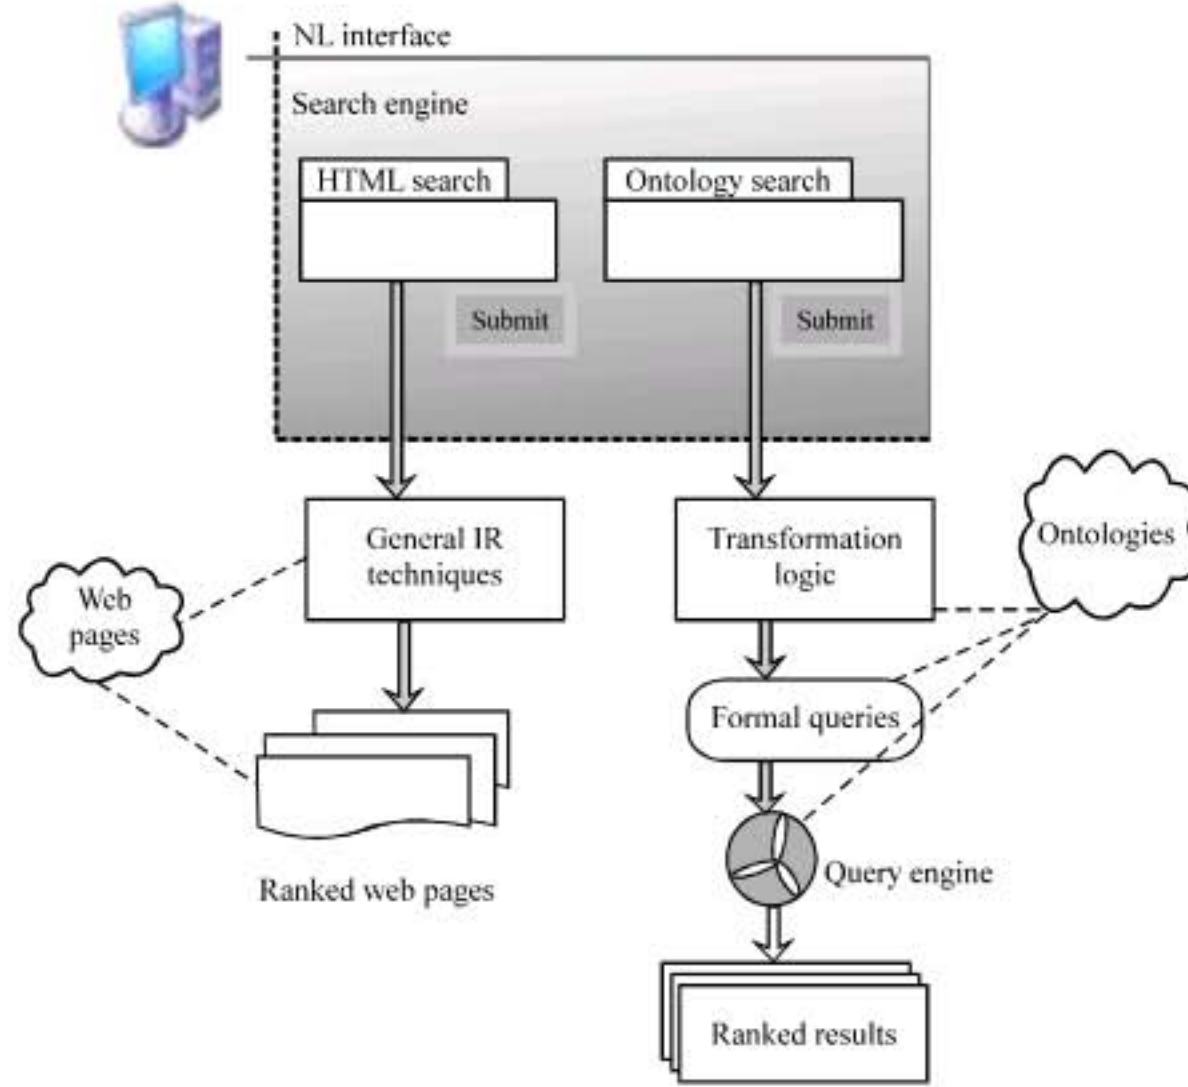 NL interface
Search engine
HTML search
Ontology search
Submit
Submit
General IR
techniques
Transformation
logic
Ontologies
Web
pages
Formal queries
Ranked web pages
Query engine
Ranked results